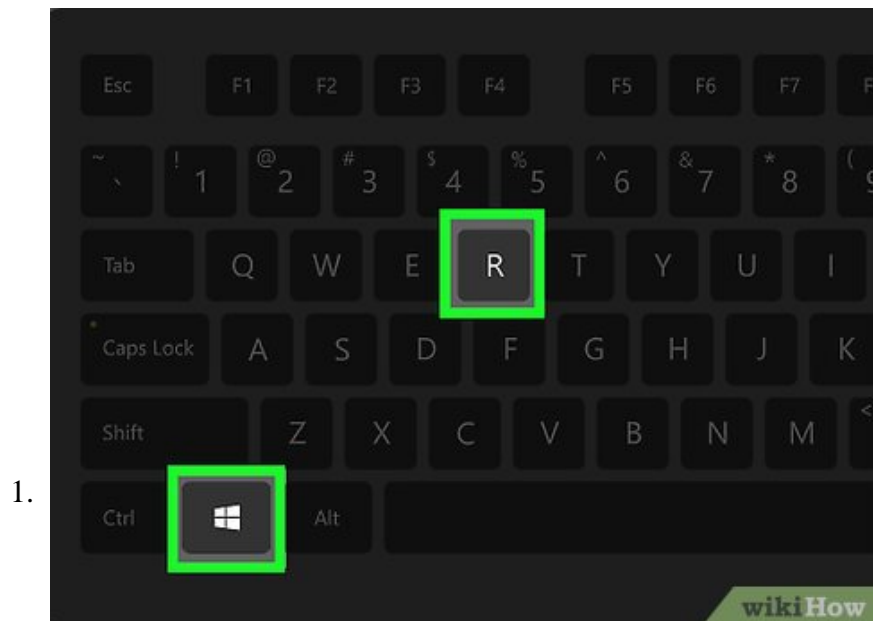 Esc F1 F2 F3 F4 F5 F6 F7 F
~ ` ! 1 @ 2 # 3 $ 4 % 5 ^ 6 & 7 * 8 ( 9
Tab Q W E R T Y U I
Caps Lock A S D F G H J K
Shift Z X C V B N M <
1. Ctrl Alt
wikiHow